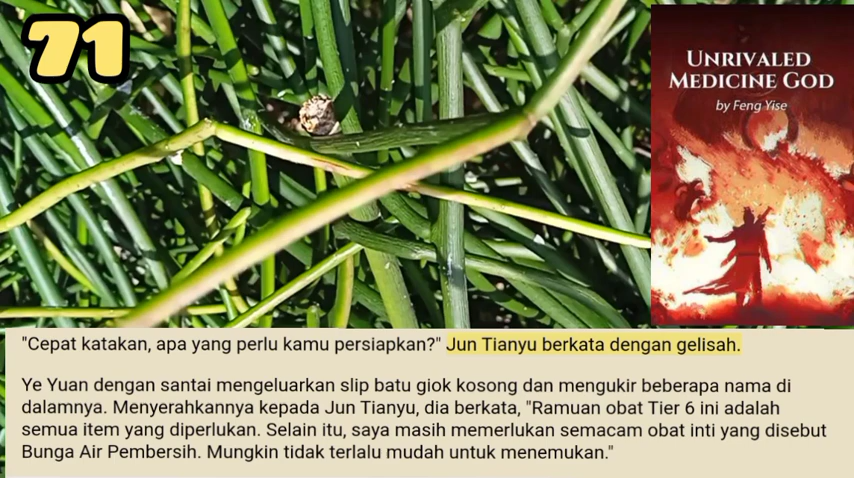 71
UNRIVALED
MEDICINE GOD
by Feng Yise
"Cepat katakan, apa yang perlu kamu persiapkan?" Jun Tianyu berkata dengan gelisah.
Ye Yuan dengan santai mengeluarkan slip batu giok kosong dan mengukir beberapa nama di
dalamnya. Menyerahkannya kepada Jun Tianyu, dia berkata, "Ramuan obat Tier 6 ini adalah
semua item yang diperlukan. Selain itu, saya masih memerlukan semacam obat inti yang disebut
Bunga Air Pembersih. Mungkin tidak terlalu mudah untuk menemukan."